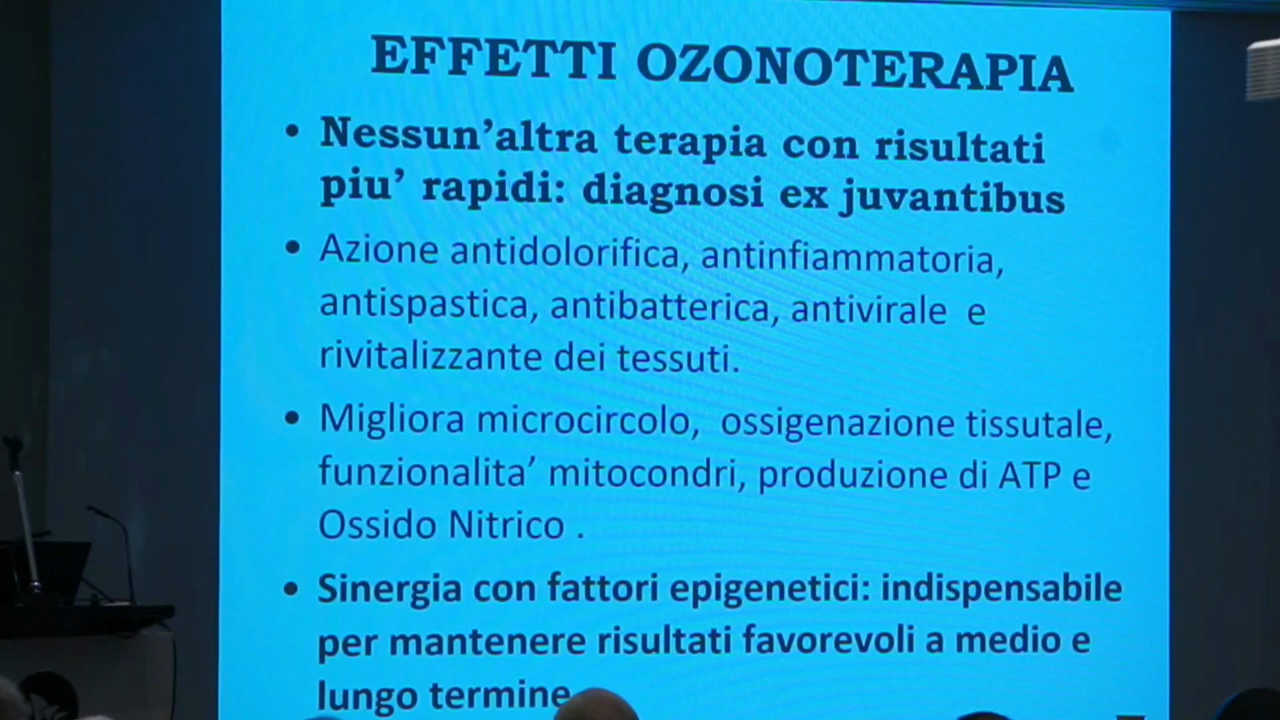 EFFETTI OZONOTERAPIA
• Nessun'altra terapia con risultati
piu' rapidi: diagnosi ex juvantibus
• Azione antidolorifica, antinfiammatoria,
antispastica, antibatterica, antivirale e
rivitalizzante dei tessuti.
• Migliora microcircolo, ossigenazione tissutale,
funzionalita' mitocondri, produzione di ATP e
Ossido Nitrico .
• Sinergia con fattori epigenetici: indispensabile
per mantenere risultati favorevoli a medio e
lungo termine